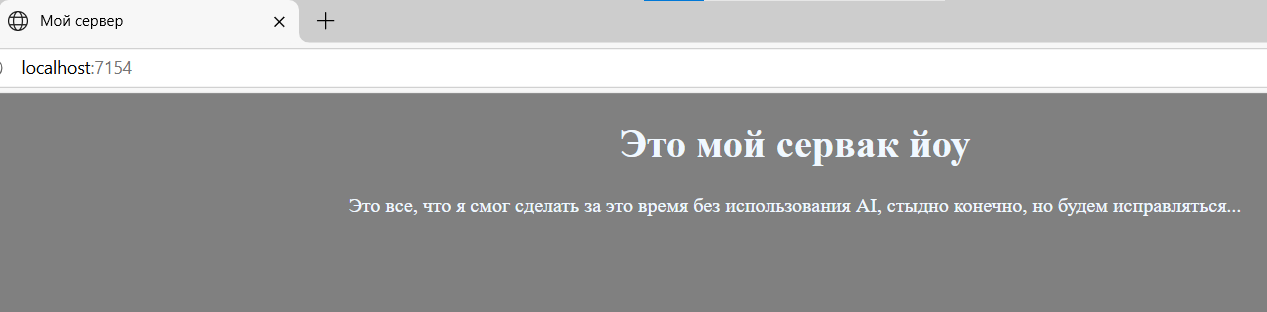 Мой сервер
localhost:7154
Это мой сервак йоу
Это все, что я смог сделать за это время без использования AI, стыдно конечно, но будем исправляться...